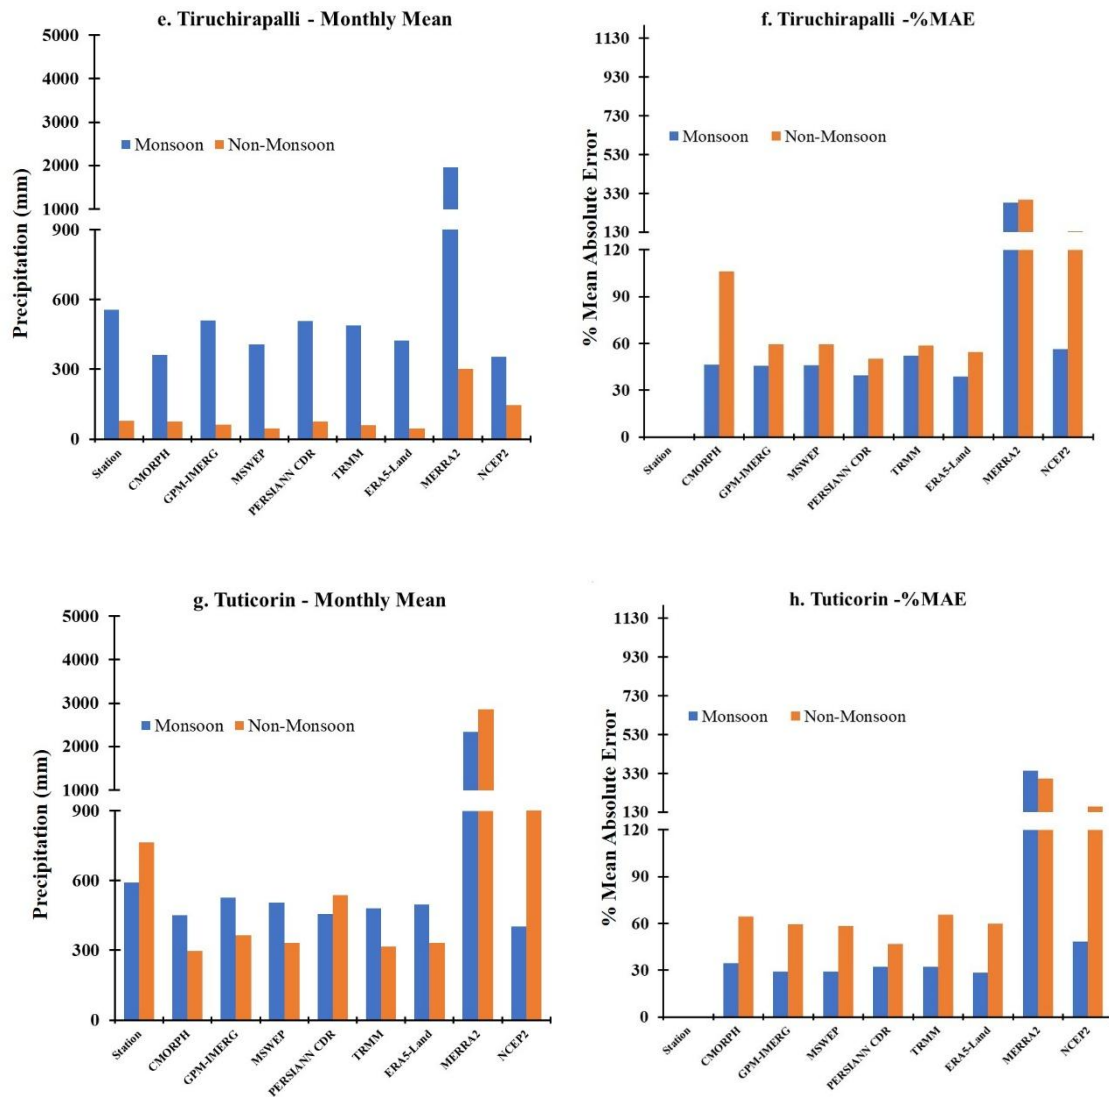 e. Tiruchirapalli - Monthly Mean
5000
4000
3000
2000
1000
900
600
300
0
Precipitation (mm)
Monsoon Non-Monsoon
Station CMORPH GPM-IMERG MSWEP PERSIANN CDR TRMM ERA5-Land MERRA2 NCEP2
f. Tiruchirapalli -%MAE
1130
930
730
530
330
130
120
90
60
30
0
% Mean Absolute Error
Monsoon Non-Monsoon
Station CMORPH GPM-IMERG MSWEP PERSIANN CDR TRMM ERA5-Land MERRA2 NCEP2
g. Tuticorin - Monthly Mean
5000
4000
3000
2000
1000
900
600
300
0
Precipitation (mm)
Monsoon Non-Monsoon
Station CMORPH GPM-IMERG MSWEP PERSIANN CDR TRMM ERA5-Land MERRA2 NCEP2
h. Tuticorin -%MAE
1130
930
730
530
330
130
120
90
60
30
0
% Mean Absolute Error
Monsoon Non-Monsoon
Station CMORPH GPM-IMERG MSWEP PERSIANN CDR TRMM ERA5-Land MERRA2 NCEP2